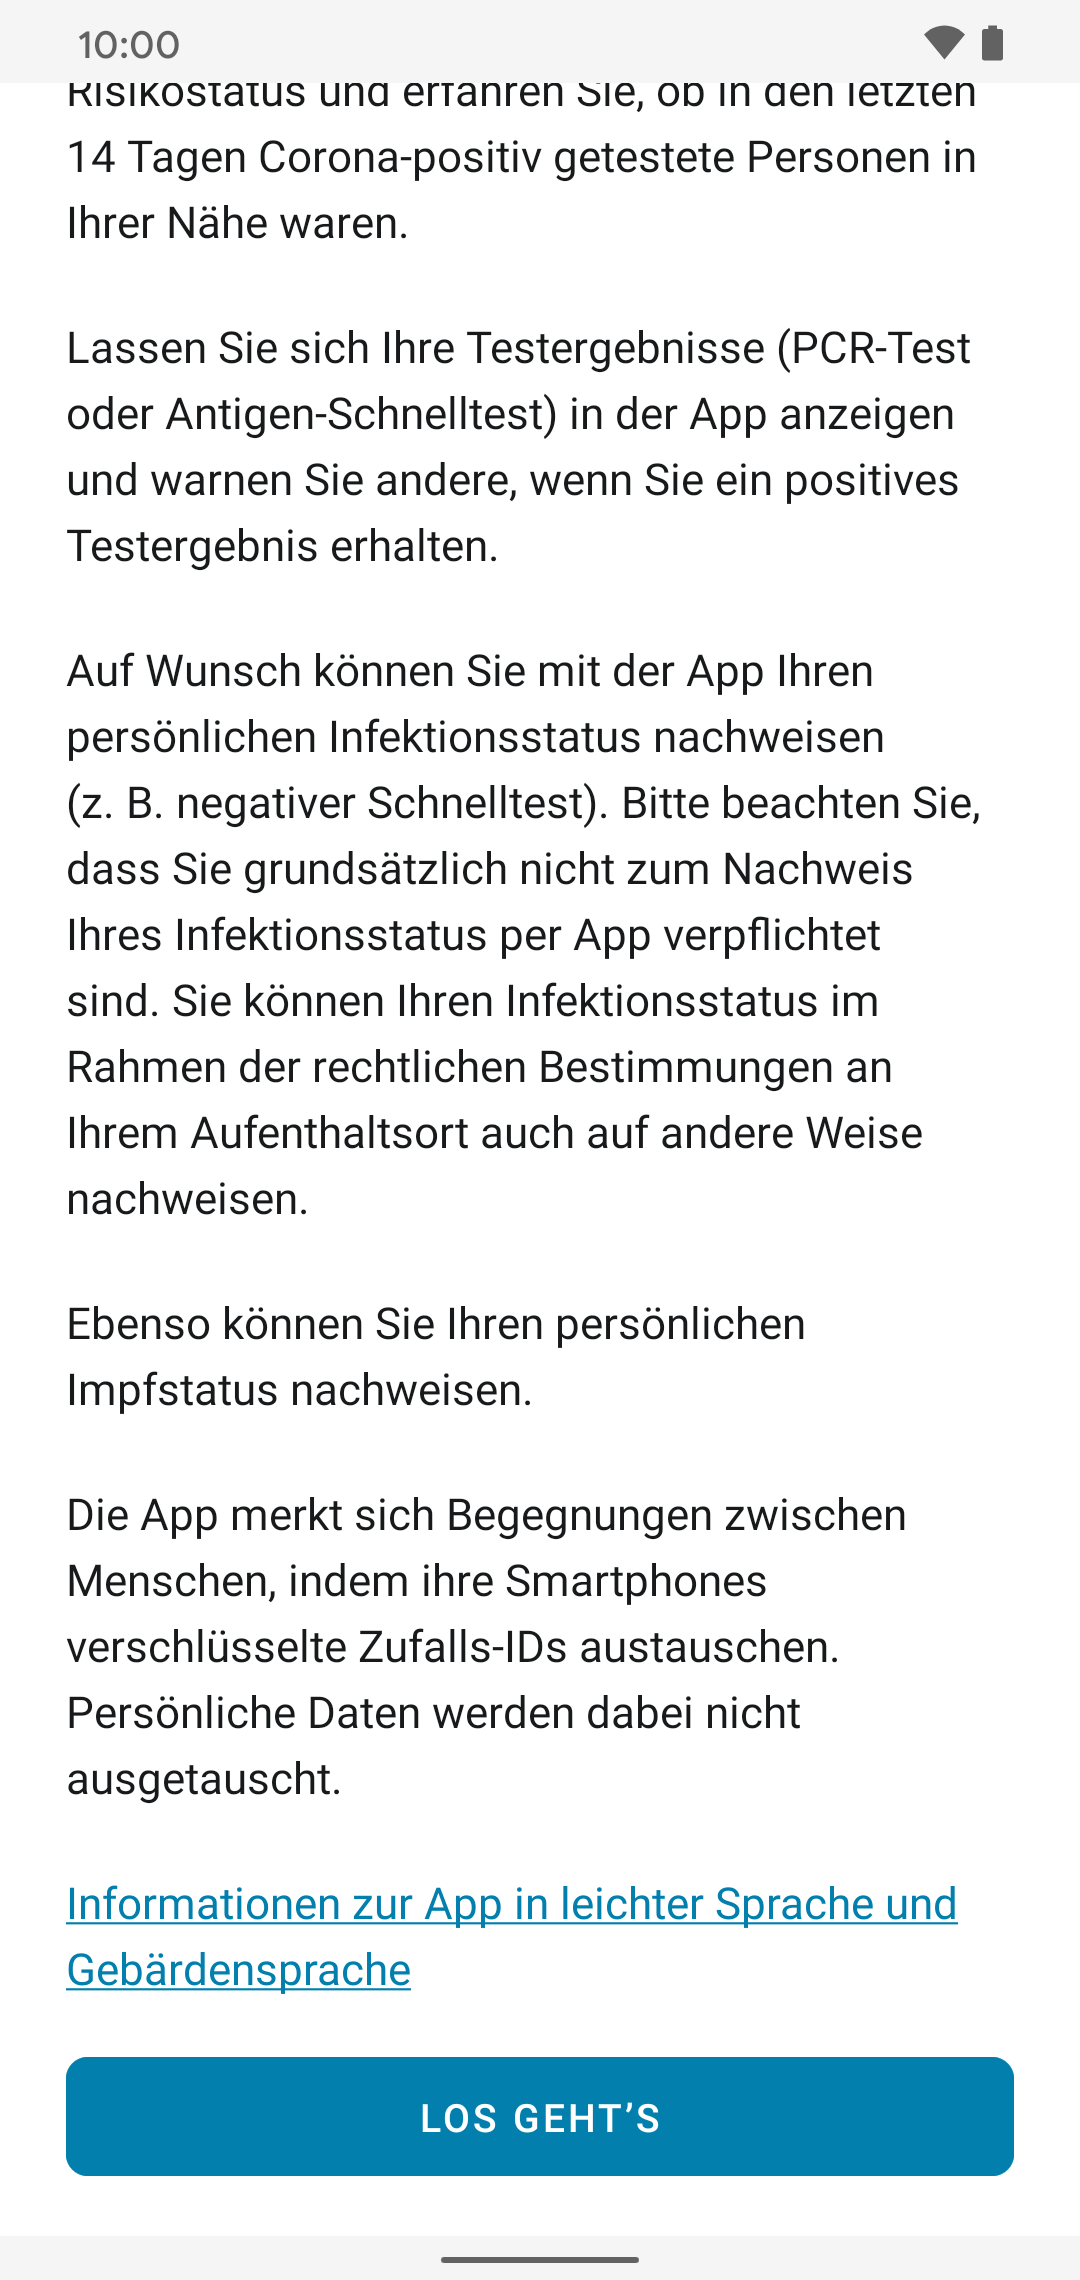 10:00
Risikostatus und erfahren Sie, ob in den letzten
14 Tagen Corona-positiv getestete Personen in
Ihrer Nähe waren.
Lassen Sie sich Ihre Testergebnisse (PCR-Test
oder Antigen-Schnelltest) in der App anzeigen
und warnen Sie andere, wenn Sie ein positives
Testergebnis erhalten.
Auf Wunsch können Sie mit der App Ihren
persönlichen Infektionsstatus nachweisen
(z. B. negativer Schnelltest). Bitte beachten Sie,
dass Sie grundsätzlich nicht zum Nachweis
Ihres Infektionsstatus per App verpflichtet
sind. Sie können Ihren Infektionsstatus im
Rahmen der rechtlichen Bestimmungen an
Ihrem Aufenthaltsort auch auf andere Weise
nachweisen.
Ebenso können Sie Ihren persönlichen
Impfstatus nachweisen.
Die App merkt sich Begegnungen zwischen
Menschen, indem ihre Smartphones
verschlüsselte Zufalls-IDs austauschen.
Persönliche Daten werden dabei nicht
ausgetauscht.
Informationen zur App in leichter Sprache und
Gebärdensprache
LOS GEHT’S